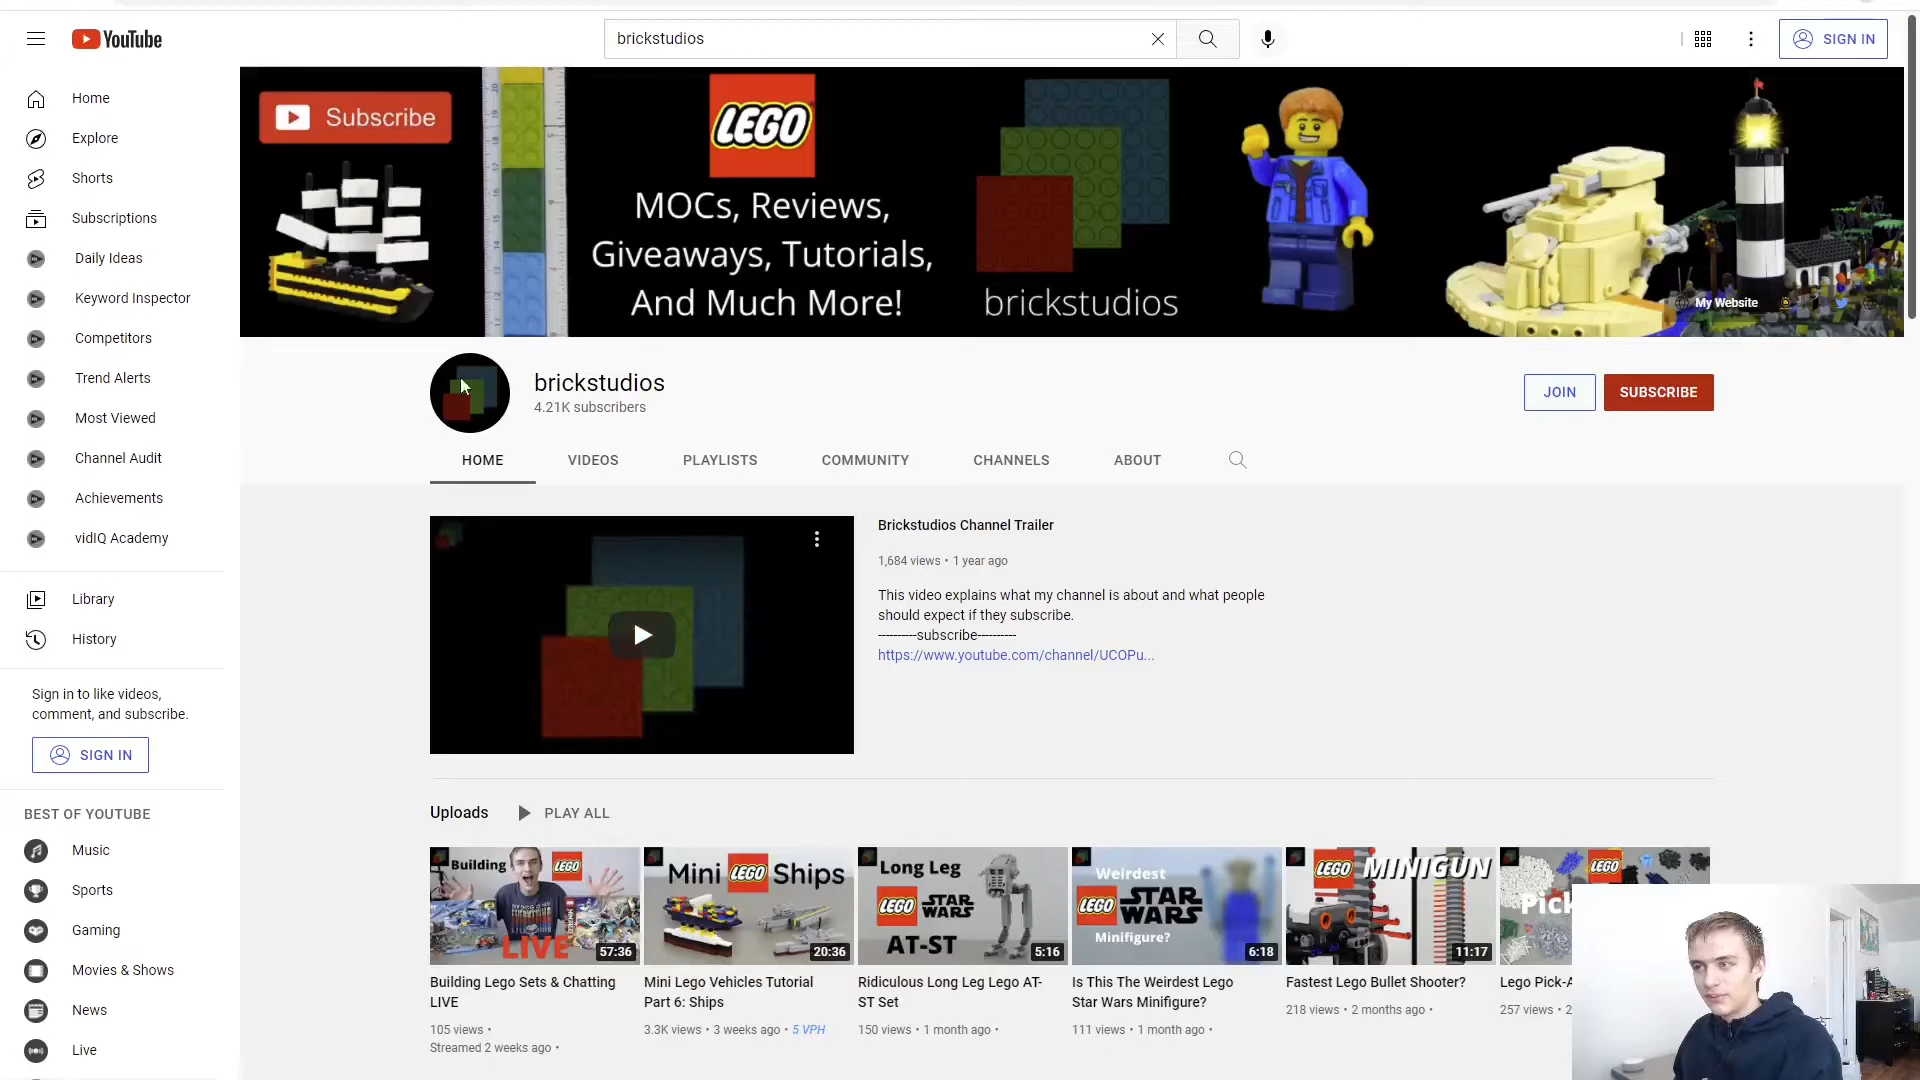 YouTube
brickstudios
SIGN IN
Home
Explore
Shorts
Subscriptions
Daily Ideas
Keyword Inspector
Competitors
Trend Alerts
Most Viewed
Channel Audit
Achievements
vidIQ Academy
Library
History
Sign in to like videos,
comment, and subscribe.
SIGN IN
BEST OF YOUTUBE
Music
Sports
Gaming
Movies & Shows
News
Live
Subscribe
LEGO
MOCs, Reviews,
Giveaways, Tutorials,
And Much More!
brickstudios
My Website
brickstudios
4.21K subscribers
JOIN
SUBSCRIBE
HOME
VIDEOS
PLAYLISTS
COMMUNITY
CHANNELS
ABOUT
Brickstudios Channel Trailer
1,684 views • 1 year ago
This video explains what my channel is about and what people
should expect if they subscribe.
----------subscribe----------
https://www.youtube.com/channel/UCOPu...
Uploads
PLAY ALL
Building LEGO
LIVE
57:36
Building Lego Sets & Chatting
LIVE
105 views •
Streamed 2 weeks ago •
Mini LEGO Ships
20:36
Mini Lego Vehicles Tutorial
Part 6: Ships
3.3K views • 3 weeks ago • 5 VPH
Long Leg
LEGO STAR WARS
AT-ST
5:16
Ridiculous Long Leg Lego AT-
ST Set
150 views • 1 month ago •
Weirdest
LEGO STAR WARS
Minifigure?
6:18
Is This The Weirdest Lego
Star Wars Minifigure?
111 views • 1 month ago •
LEGO MINIGUN
11:17
Fastest Lego Bullet Shooter?
218 views • 2 months ago •
LEGO
Pick
Lego Pick-A
257 views • 2